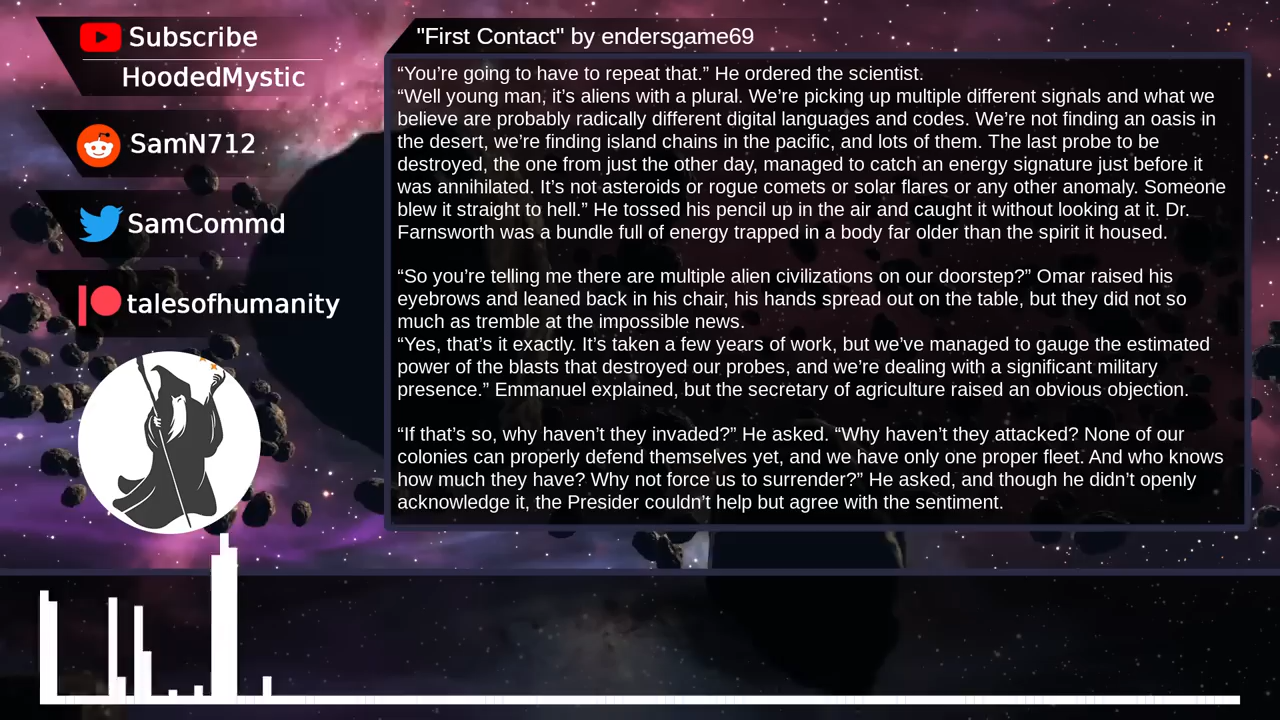 Subscribe
HoodedMystic
SamN712
SamCommd
talesofhumanity
"First Contact" by endersgame69
“You’re going to have to repeat that.” He ordered the scientist.
“Well young man, it’s aliens with a plural. We’re picking up multiple different signals and what we
believe are probably radically different digital languages and codes. We’re not finding an oasis in
the desert, we’re finding island chains in the pacific, and lots of them. The last probe to be
destroyed, the one from just the other day, managed to catch an energy signature just before it
was annihilated. It’s not asteroids or rogue comets or solar flares or any other anomaly. Someone
blew it straight to hell.” He tossed his pencil up in the air and caught it without looking at it. Dr.
Farnsworth was a bundle full of energy trapped in a body far older than the spirit it housed.
“So you’re telling me there are multiple alien civilizations on our doorstep?” Omar raised his
eyebrows and leaned back in his chair, his hands spread out on the table, but they did not so
much as tremble at the impossible news.
“Yes, that’s it exactly. It’s taken a few years of work, but we’ve managed to gauge the estimated
power of the blasts that destroyed our probes, and we’re dealing with a significant military
presence.” Emmanuel explained, but the secretary of agriculture raised an obvious objection.
“If that’s so, why haven’t they invaded?” He asked. “Why haven’t they attacked? None of our
colonies can properly defend themselves yet, and we have only one proper fleet. And who knows
how much they have? Why not force us to surrender?” He asked, and though he didn’t openly
acknowledge it, the Presider couldn’t help but agree with the sentiment.